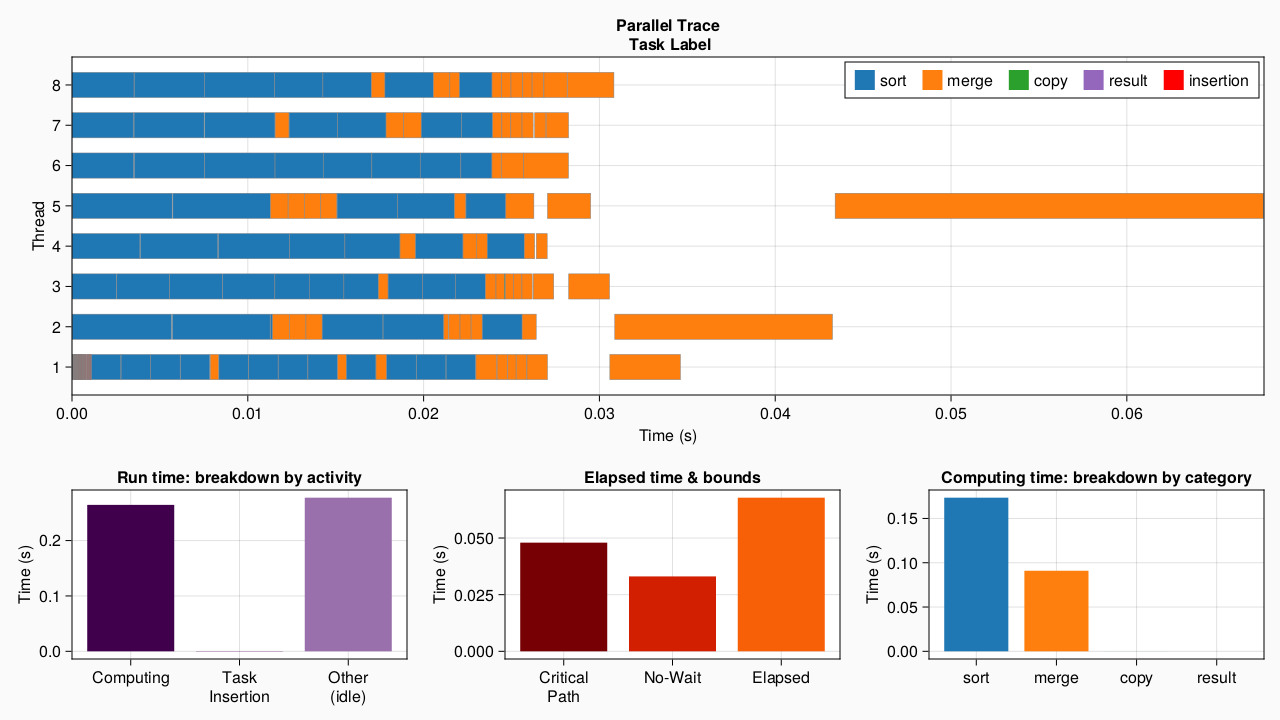 Parallel Trace
Task Label
sort merge copy result insertion
8
7
6
5
4
3
2
1
Thread
0.00 0.01 0.02 0.03 0.04 0.05 0.06
Time (s)
Run time: breakdown by activity
0.2
0.1
0.0
Time (s)
Computing Task Insertion Other (idle)
Elapsed time & bounds
0.050
0.025
0.000
Time (s)
Critical Path No-Wait Elapsed
Computing time: breakdown by category
0.15
0.10
0.05
0.00
Time (s)
sort merge copy result